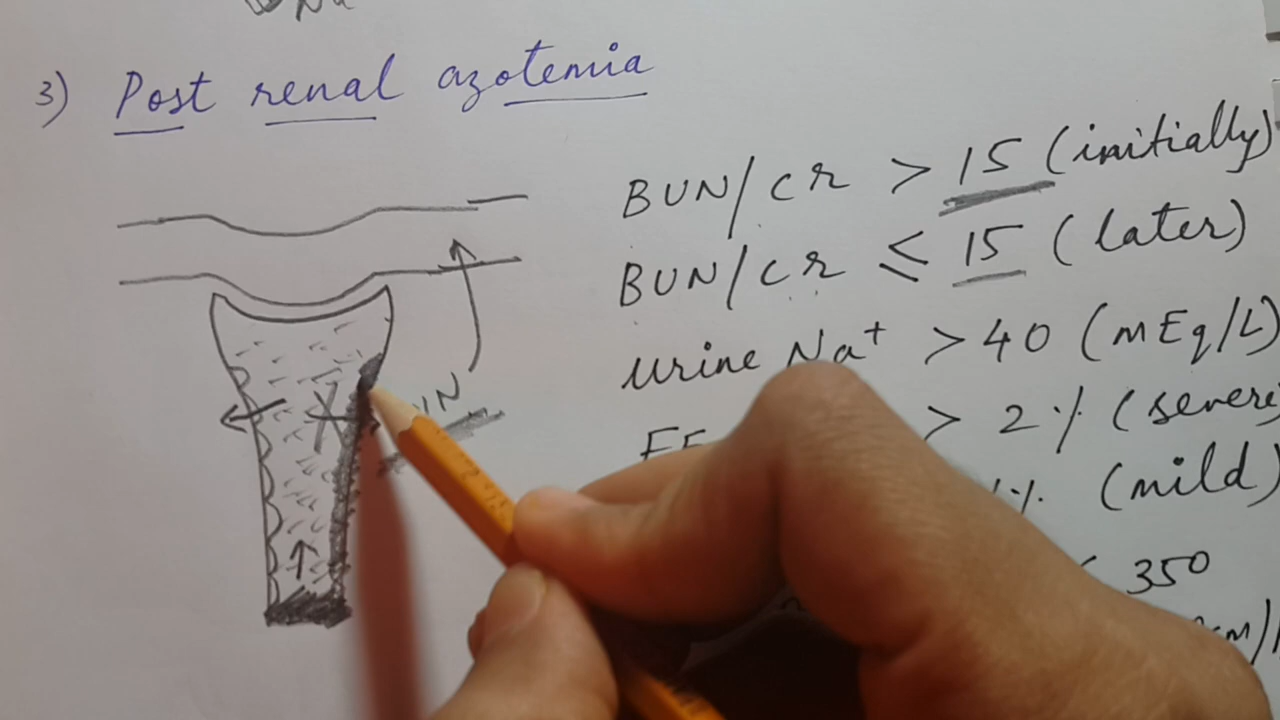 3) Post renal azotemia
BUN/Cr > 15 (initially)
BUN/Cr ≤ 15 (later)
Urine Na+ > 40 (mEq/L)
> 2% (severe)
1% (mild)
350